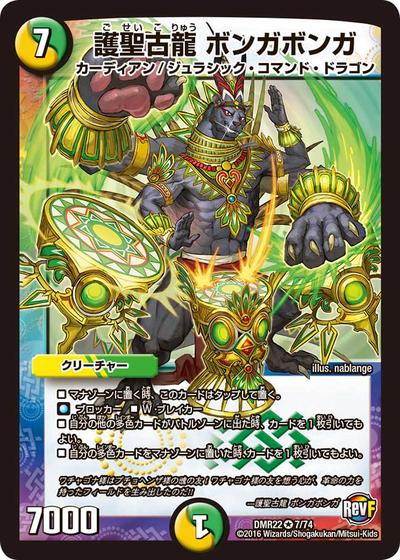 7
護聖古龍 ボンガボンガ
ガーディアン/ジュラシック・コマンド・ドラゴン
illus. nablange
クリーチャー
■マナゾーンに置く時、このカードはタップして置く。
ブロッカー ■W・ブレイカー
■自分の他の多色カードがバトルゾーンに出た時、カードを1枚引いてもよい。
■自分の多色カードをマナゾーンに置いた時、カードを1枚引いてもよい。
ワチャゴナ様はプチョヘンザ様の魂の友!ワチャゴナ様の友を想う心が、革命の力を持ったフィールドを生み出したのだ!!
―護聖古龍 ボンガボンガ
7000
1
RevF
DMR22 7/74
©2016 Wizards/Shogakukan/Mitsui-Kids